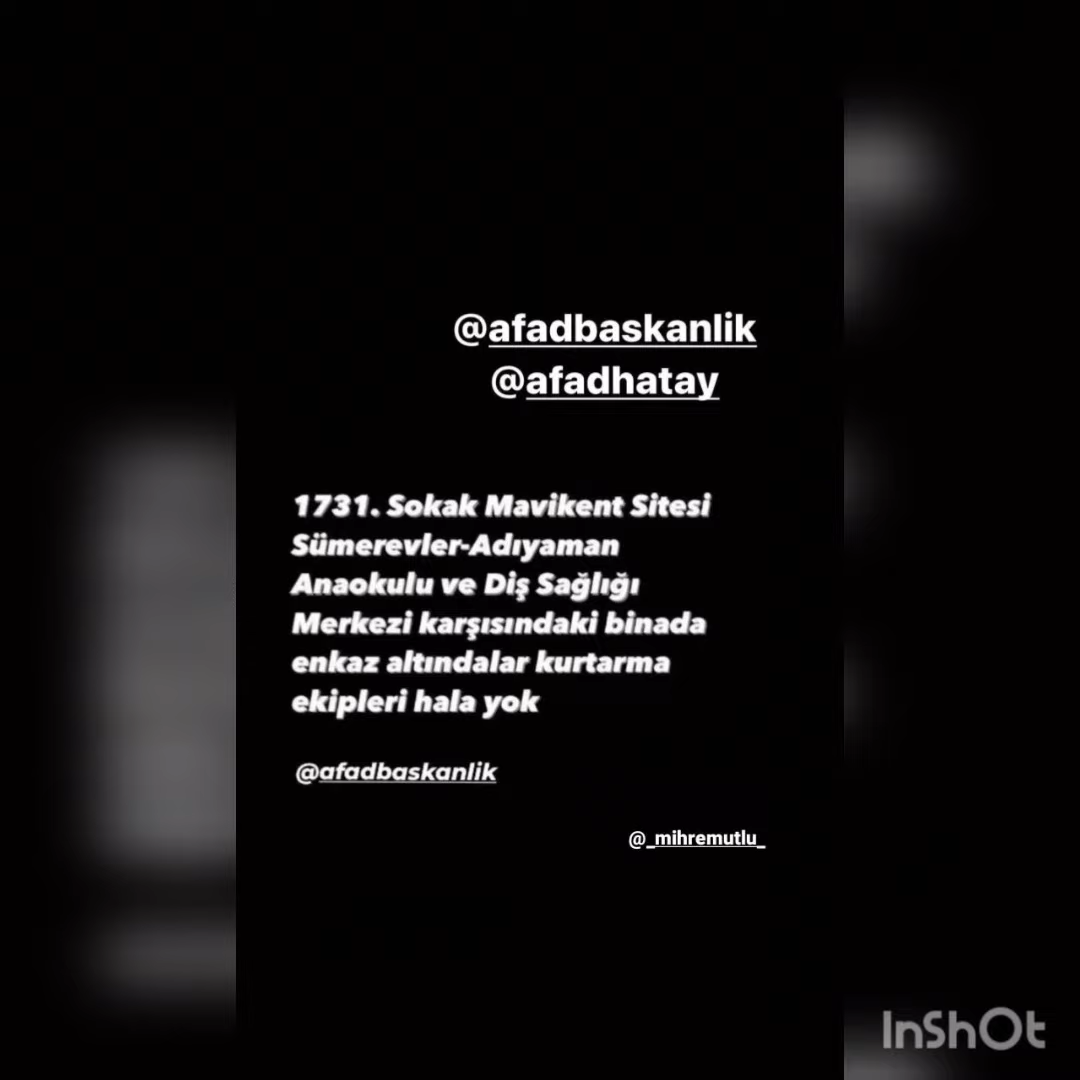 @afadbaskanlik
@afadhatay
1731. Sokak Mavikent Sitesi
Sümerevler-Adıyaman
Anaokulu ve Diş Sağlığı
Merkezi karşısındaki binada
enkaz altındalar kurtarma
ekipleri hala yok
@afadbaskanlik
@_mihremutlu_
InShOt